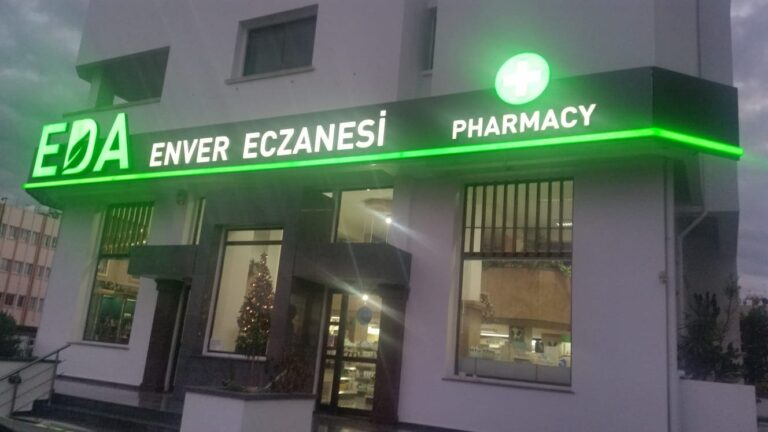 EDA ENVER ECZANESİ
PHARMACY